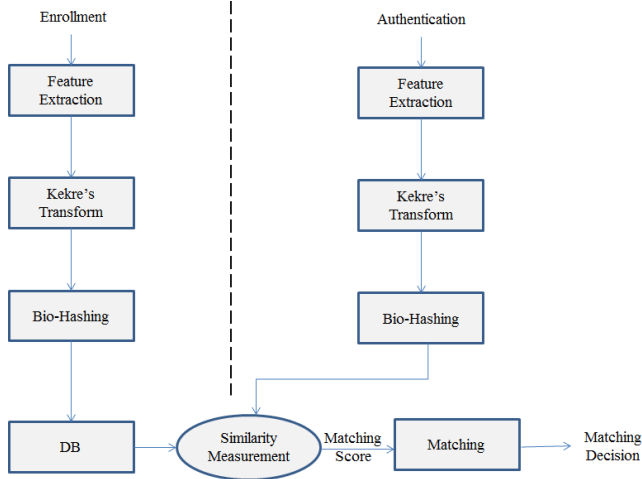 Enrollment
Feature
Extraction
Kekre's
Transform
Bio-Hashing
DB
Authentication
Feature
Extraction
Kekre's
Transform
Bio-Hashing
Similarity
Measurement
Matching
Score
Matching
Matching
Decision